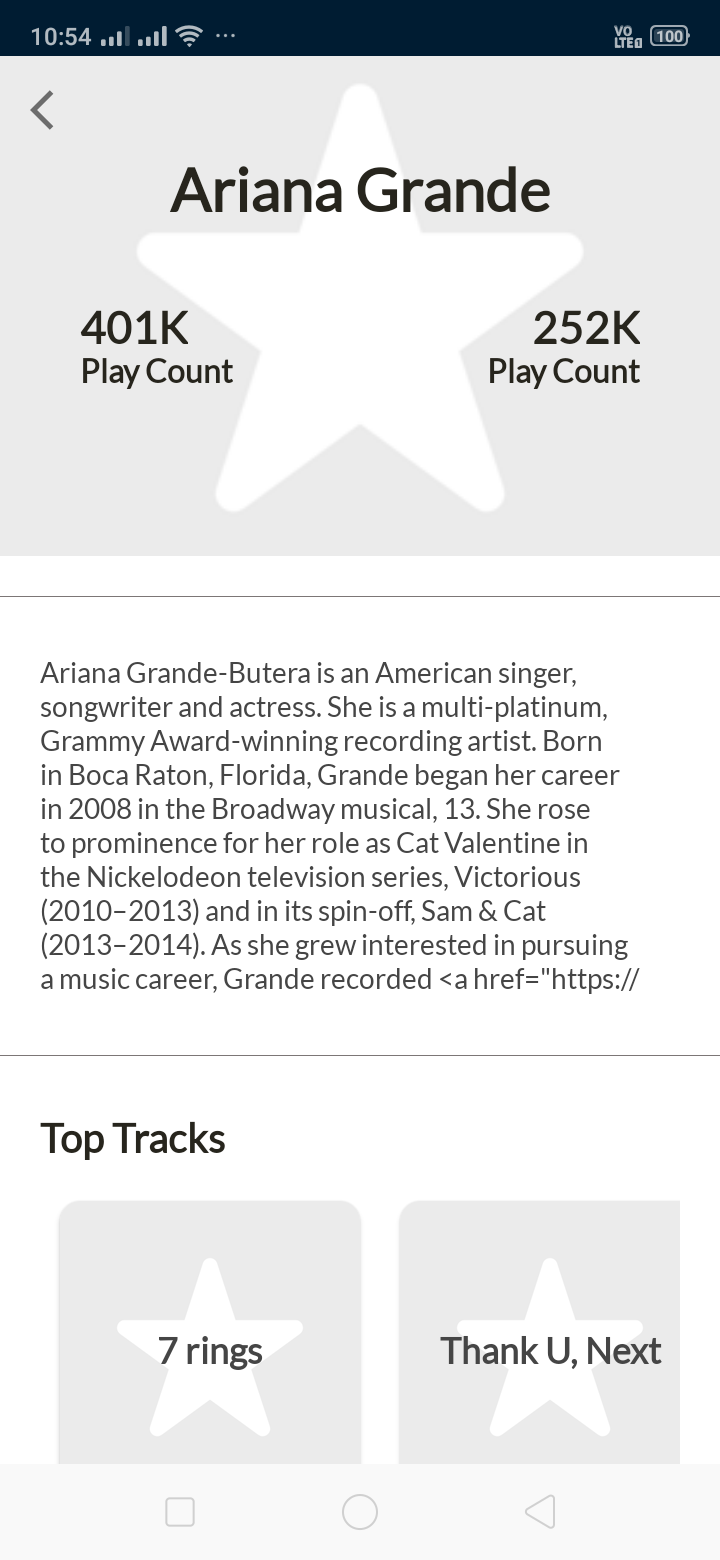 10:54 ... VO LTE 100
Ariana Grande
401K 252K
Play Count Play Count
Ariana Grande-Butera is an American singer,
songwriter and actress. She is a multi-platinum,
Grammy Award-winning recording artist. Born
in Boca Raton, Florida, Grande began her career
in 2008 in the Broadway musical, 13. She rose
to prominence for her role as Cat Valentine in
the Nickelodeon television series, Victorious
(2010–2013) and in its spin-off, Sam & Cat
(2013–2014). As she grew interested in pursuing
a music career, Grande recorded <a href="https://
Top Tracks
7 rings Thank U, Next